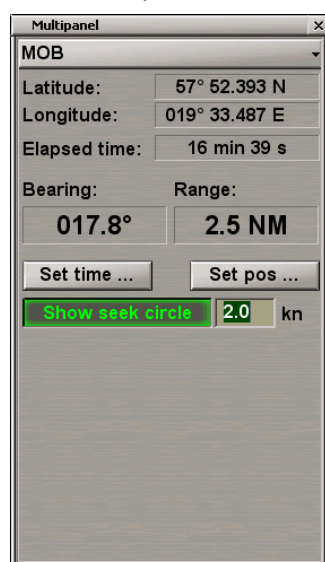 Multipanel x
MOB
Latitude: 57° 52.393 N
Longitude: 019° 33.487 E
Elapsed time: 16 min 39 s
Bearing: Range:
017.8° 2.5 NM
Set time ... Set pos ...
Show seek circle 2.0 kn